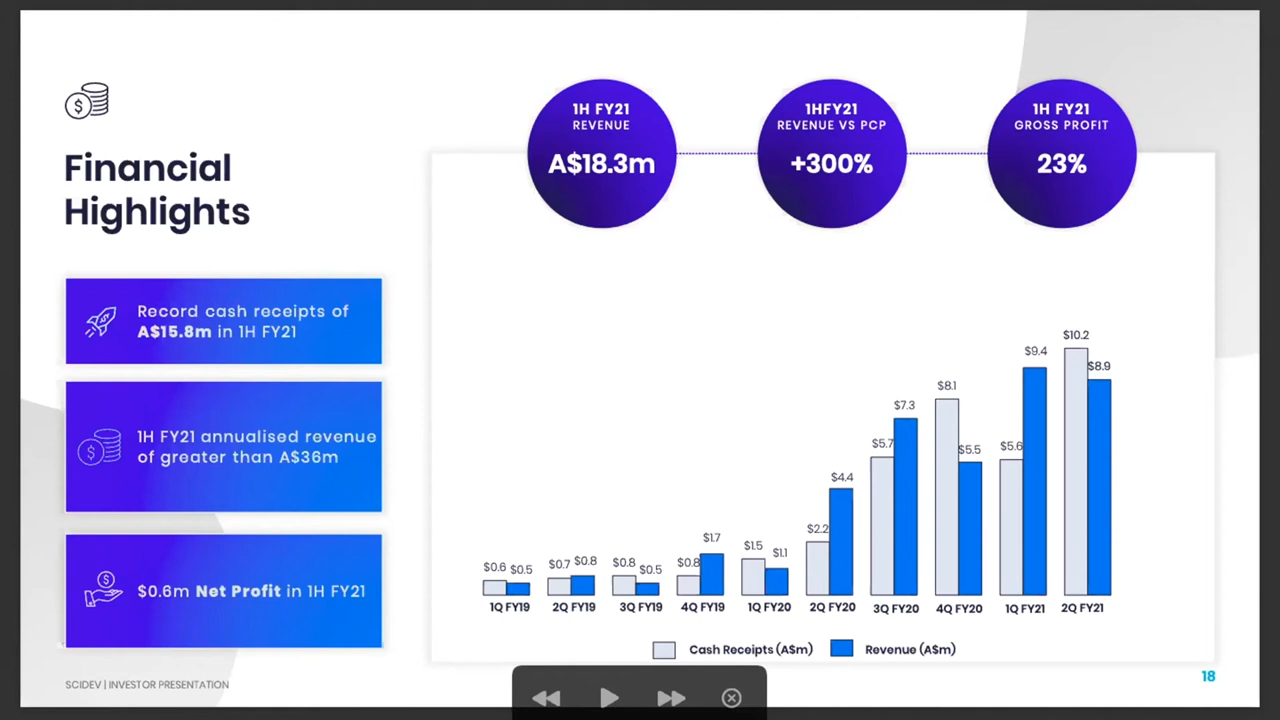 Financial
Highlights
Record cash receipts of
A$15.8m in 1H FY21
1H FY21 annualised revenue
of greater than A$36m
$0.6m Net Profit in 1H FY21
1H FY21
REVENUE
A$18.3m
1HFY21
REVENUE VS PCP
+300%
1H FY21
GROSS PROFIT
23%
$0.6 $0.5
$0.7 $0.8
$0.8 $0.5
$0.8 $1.7
$1.5 $1.1
$2.2 $4.4
$5.7 $7.3
$8.1 $5.5
$5.6 $9.4
$10.2 $8.9
1Q FY19 2Q FY19 3Q FY19 4Q FY19 1Q FY20 2Q FY20 3Q FY20 4Q FY20 1Q FY21 2Q FY21
Cash Receipts (A$m) Revenue (A$m)
SCIDEV | INVESTOR PRESENTATION
18